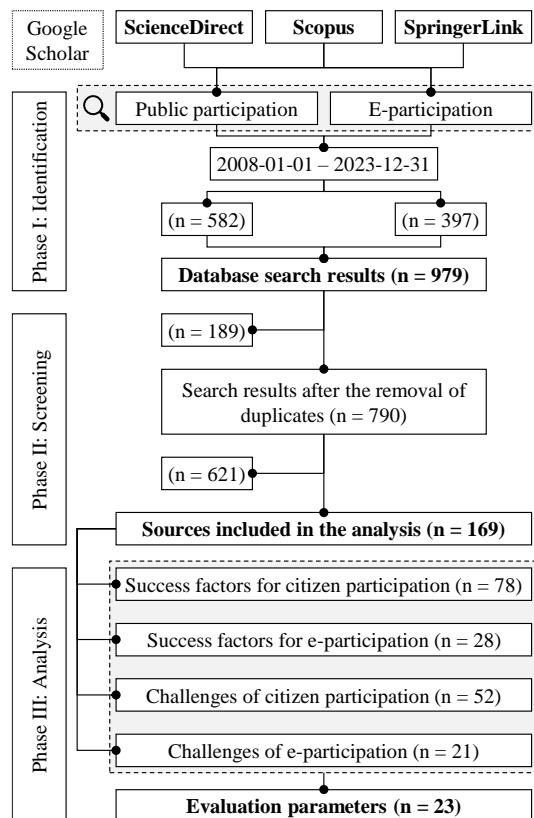 Google
Scholar
ScienceDirect
Scopus
SpringerLink
Phase I: Identification
Public participation
E-participation
2008-01-01 – 2023-12-31
(n = 582)
(n = 397)
Database search results (n = 979)
Phase II: Screening
(n = 189)
Search results after the removal of
duplicates (n = 790)
(n = 621)
Sources included in the analysis (n = 169)
Phase III: Analysis
Success factors for citizen participation (n = 78)
Success factors for e-participation (n = 28)
Challenges of citizen participation (n = 52)
Challenges of e-participation (n = 21)
Evaluation parameters (n = 23)